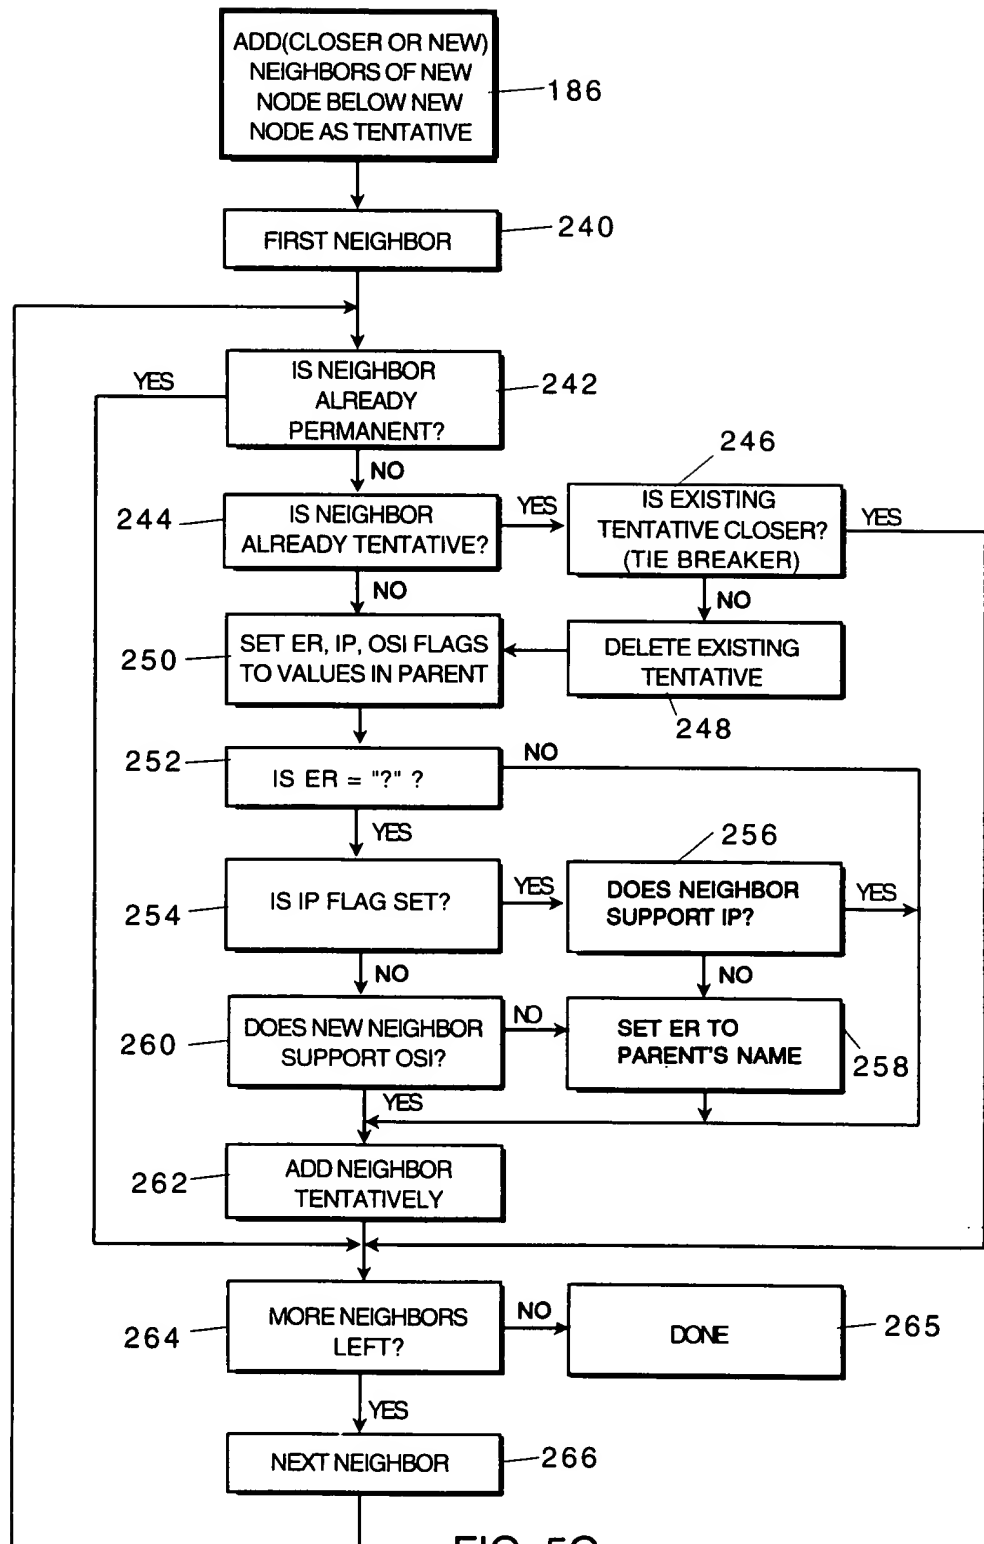 ADD(CLOSER OR NEW)
NEIGHBORS OF NEW
NODE BELOW NEW
NODE AS TENTATIVE
186
FIRST NEIGHBOR
240
IS NEIGHBOR
ALREADY
PERMANENT?
242
YES
NO
244
IS NEIGHBOR
ALREADY TENTATIVE?
YES
246
IS EXISTING
TENTATIVE CLOSER?
(TIE BREAKER)
YES
NO
NO
250
SET ER, IP, OSI FLAGS
TO VALUES IN PARENT
DELETE EXISTING
TENTATIVE
248
252
IS ER = "?" ?
NO
YES
254
IS IP FLAG SET?
YES
256
DOES NEIGHBOR
SUPPORT IP?
YES
NO
NO
260
DOES NEW NEIGHBOR
SUPPORT OSI?
NO
SET ER TO
PARENT'S NAME
258
YES
262
ADD NEIGHBOR
TENTATIVELY
264
MORE NEIGHBORS
LEFT?
NO
DONE
265
YES
NEXT NEIGHBOR
266